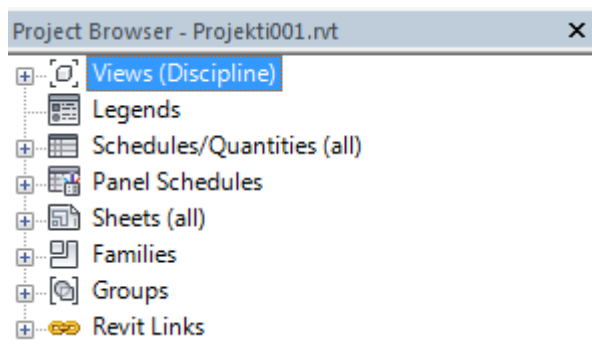 Project Browser - Projekti001.rvt
Views (Discipline)
Legends
Schedules/Quantities (all)
Panel Schedules
Sheets (all)
Families
Groups
Revit Links